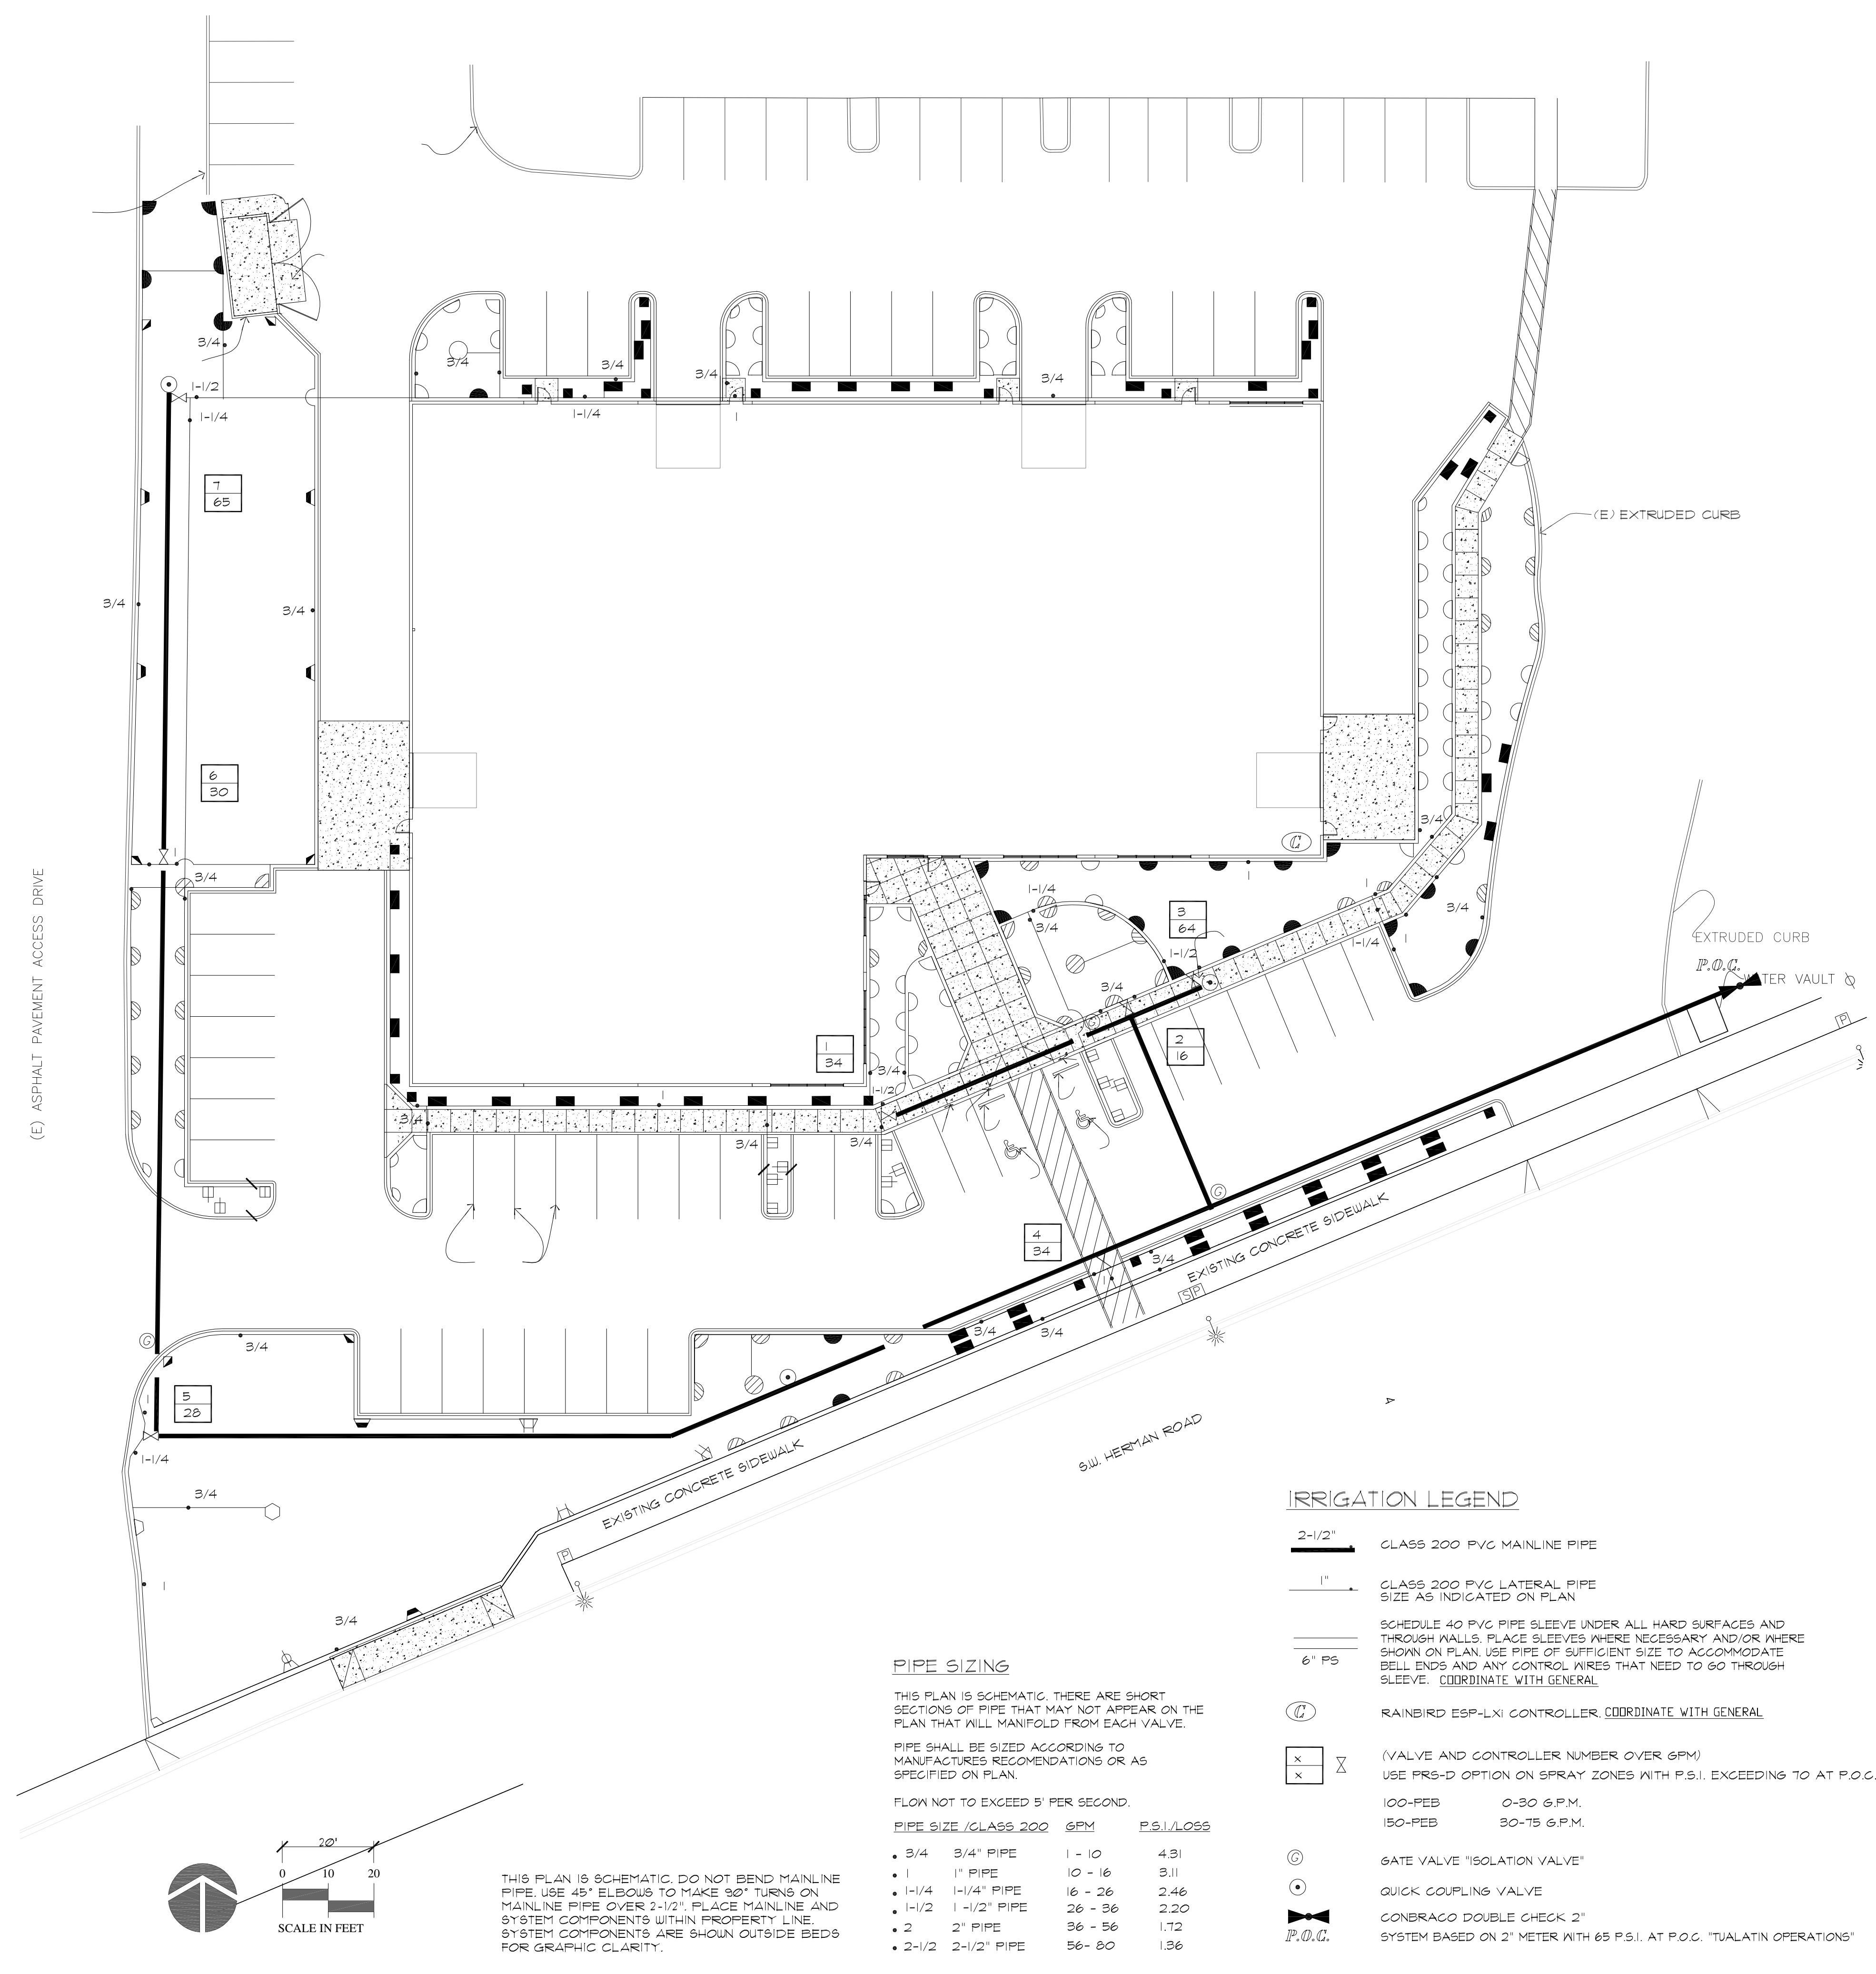 3/4
3/4
3/4
3/4
3/4
1-1/2
1-1/4
1-1/4
1
7
65
(E) EXTRUDED CURB
3/4
3/4
6
30
C
3/4
1
3/4
1-1/4
1
1
3/4
3
64
3/4
1-1/4
1
1-1/2
EXTRUDED CURB
P.O.C.
WATER VAULT
3/4
G
P
(E) ASPHALT PAVEMENT ACCESS DRIVE
1
34
2
16
3/4
1-1/2
1
3/4
3/4
3/4
G
4
34
3/4
1
EXISTING CONCRETE SIDEWALK
S P
3/4
3/4
G
3/4
5
28
1
1-1/4
S.W. HERMAN ROAD
EXISTING CONCRETE SIDEWALK
3/4
P
1
3/4
IRRIGATION LEGEND
2-1/2"
CLASS 200 PVC MAINLINE PIPE
1"
CLASS 200 PVC LATERAL PIPE
SIZE AS INDICATED ON PLAN
SCHEDULE 40 PVC PIPE SLEEVE UNDER ALL HARD SURFACES AND
THROUGH WALLS. PLACE SLEEVES WHERE NECESSARY AND/OR WHERE
SHOWN ON PLAN. USE PIPE OF SUFFICIENT SIZE TO ACCOMMODATE
6" PS
BELL ENDS AND ANY CONTROL WIRES THAT NEED TO GO THROUGH
SLEEVE. COORDINATE WITH GENERAL
C RAINBIRD ESP-LXi CONTROLLER. COORDINATE WITH GENERAL
x
x
(VALVE AND CONTROLLER NUMBER OVER GPM)
USE PRS-D OPTION ON SPRAY ZONES WITH P.S.I. EXCEEDING 70 AT P.O.C.
100-PEB 0-30 G.P.M.
150-PEB 30-75 G.P.M.
G GATE VALVE "ISOLATION VALVE"
QUICK COUPLING VALVE
CONBRACO DOUBLE CHECK 2"
P.O.C. SYSTEM BASED ON 2" METER WITH 65 P.S.I. AT P.O.C. "TUALATIN OPERATIONS"
PIPE SIZING
THIS PLAN IS SCHEMATIC. THERE ARE SHORT
SECTIONS OF PIPE THAT MAY NOT APPEAR ON THE
PLAN THAT WILL MANIFOLD FROM EACH VALVE.
PIPE SHALL BE SIZED ACCORDING TO
MANUFACTURES RECOMENDATIONS OR AS
SPECIFIED ON PLAN.
FLOW NOT TO EXCEED 5' PER SECOND.
PIPE SIZE /CLASS 200 GPM P.S.I./LOSS
3/4 3/4" PIPE 1 - 10 4.31
1 1" PIPE 10 - 16 3.11
1-1/4 1-1/4" PIPE 16 - 26 2.46
1-1/2 1 -1/2" PIPE 26 - 36 2.20
2 2" PIPE 36 - 56 1.72
2-1/2 2-1/2" PIPE 56- 80 1.36
THIS PLAN IS SCHEMATIC. DO NOT BEND MAINLINE
PIPE. USE 45° ELBOWS TO MAKE 90° TURNS ON
MAINLINE PIPE OVER 2-1/2". PLACE MAINLINE AND
SYSTEM COMPONENTS WITHIN PROPERTY LINE.
SYSTEM COMPONENTS ARE SHOWN OUTSIDE BEDS
FOR GRAPHIC CLARITY.
20'
0 10 20
SCALE IN FEET